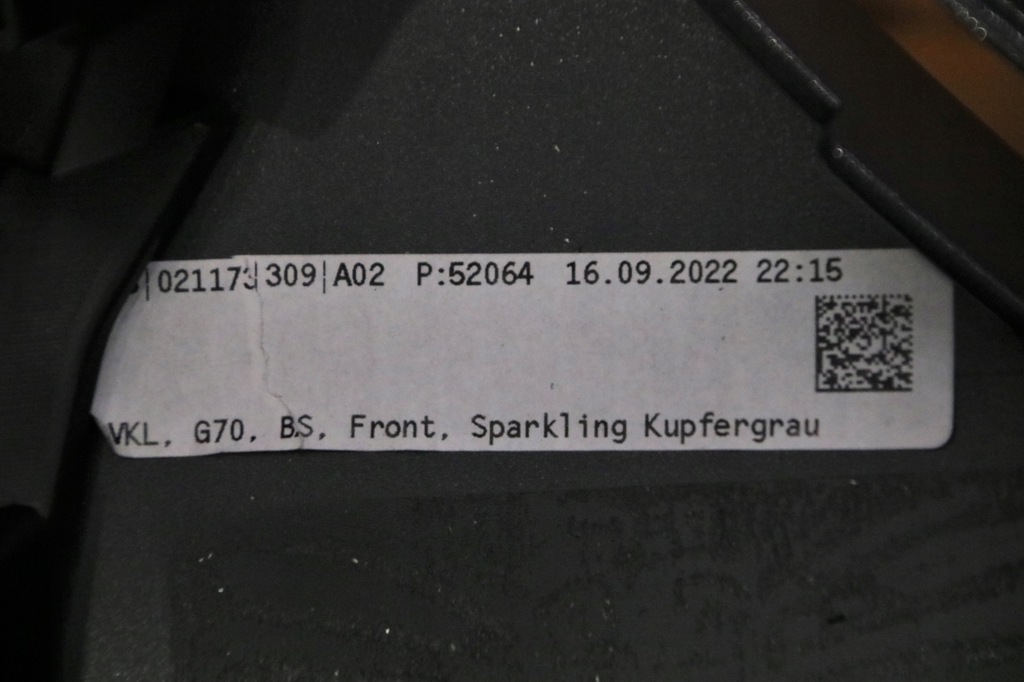 |021173|309|A02 P:52064 16.09.2022 22:15
VKL, G70, BS, Front, Sparkling Kupfergrau